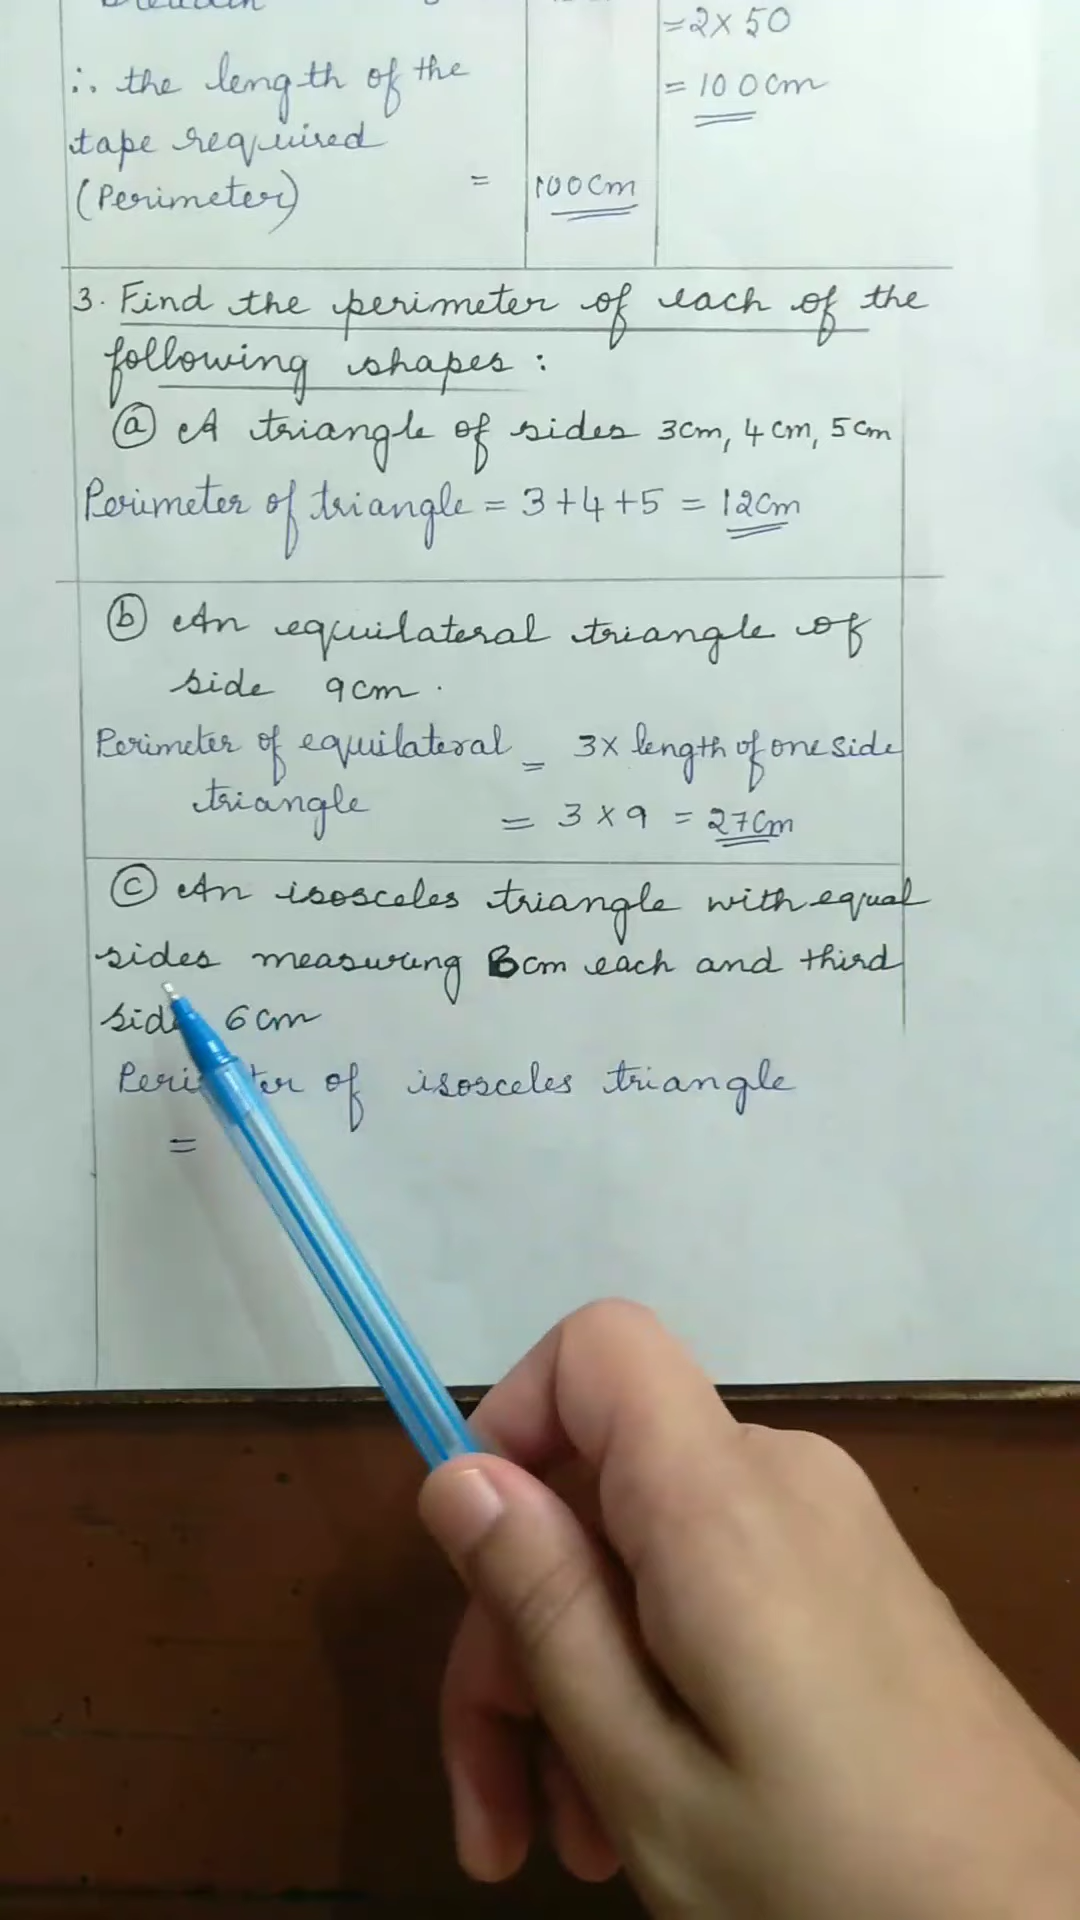 =2×50
∴ the length of the
=100cm
tape required
(Perimeter) = 100cm
3. Find the perimeter of each of the
following shapes:
ⓐ A triangle of sides 3cm, 4cm, 5cm
Perimeter of triangle = 3+4+5 = 12cm
ⓑ An equilateral triangle of
side 9cm.
Perimeter of equilateral = 3× length of one side
triangle = 3×9 = 27cm
ⓒ An isosceles triangle with equal
sides measuring cm each and third
side 6cm
of isosceles triangle
=